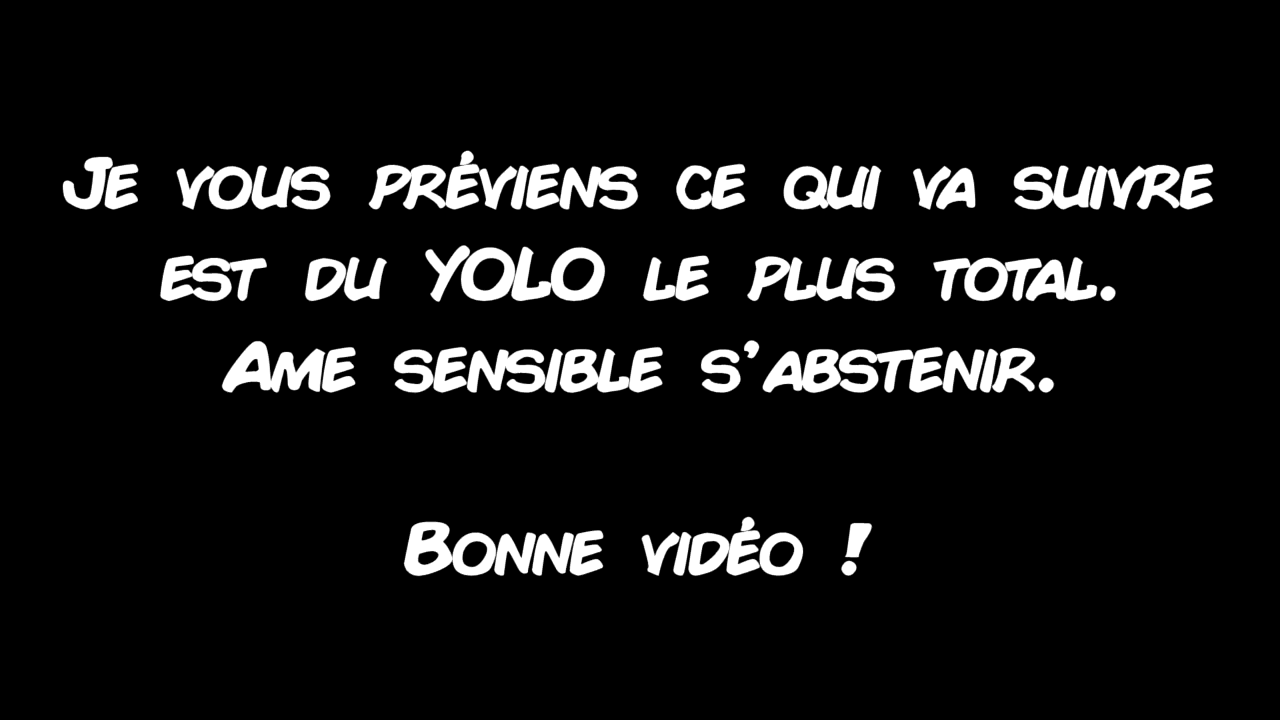 Je vous préviens ce qui va suivre
est du YOLO le plus total.
Ame sensible s'abstenir.
Bonne vidéo !